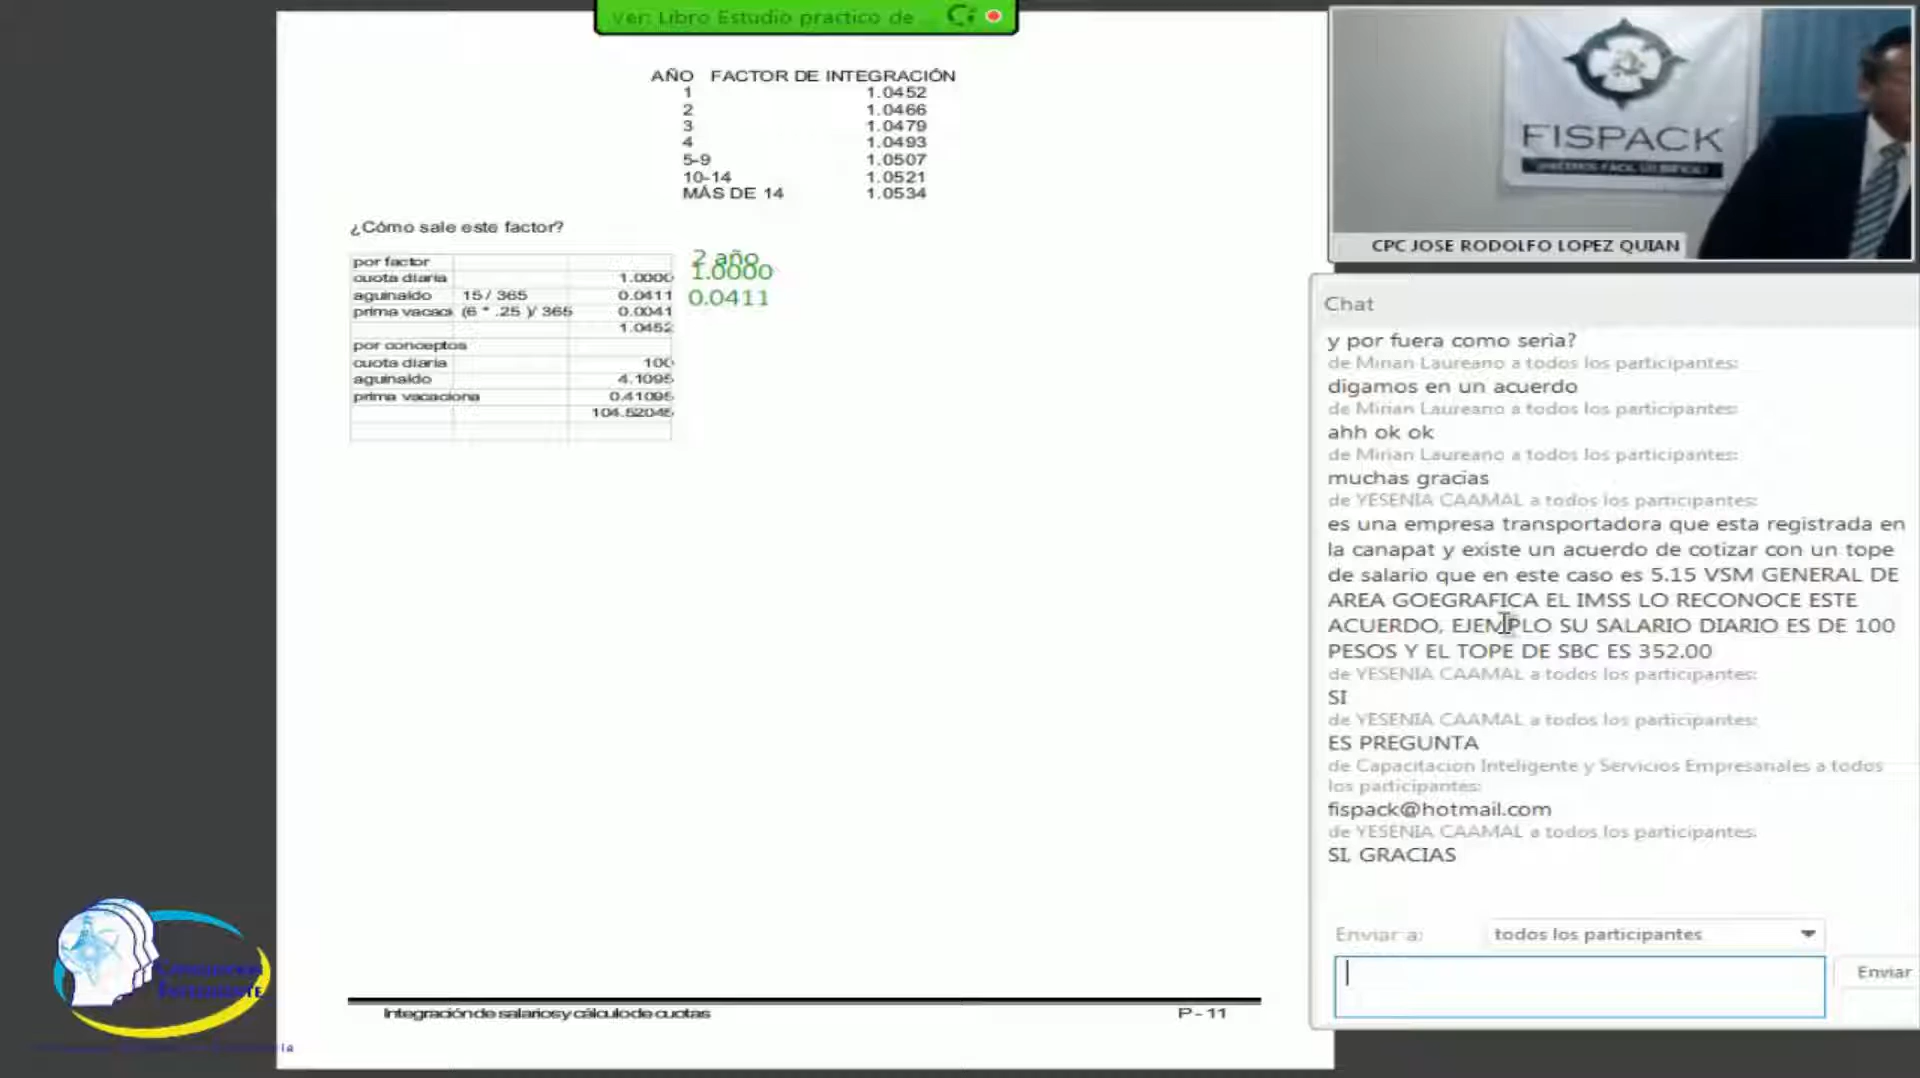 Ver: Libro Estudio practico de
AÑO FACTOR DE INTEGRACIÓN
1 1.0452
2 1.0466
3 1.0479
4 1.0493
5-9 1.0507
10-14 1.0521
MÁS DE 14 1.0534
¿Cómo sale este factor?
por factor
cuota diaria 1.0000
aguinaldo 15 / 365 0.0411
prima vacaci (6 * .25 )/ 365 0.0041
1.0452
por conceptos
cuota diaria 100
aguinaldo 4.1095
prima vacaciona 0.41095
104.52045
2 año
1.0000
0.0411
Integración de salarios y cálculo de cuotas P - 11
FISPACK
CPC JOSE RODOLFO LOPEZ QUIAN
Chat
y por fuera como seria?
de Mirian Laureano a todos los participantes:
digamos en un acuerdo
de Mirian Laureano a todos los participantes:
ahh ok ok
de Mirian Laureano a todos los participantes:
muchas gracias
de YESENIA CAAMAL a todos los participantes:
es una empresa transportadora que esta registrada en
la canapat y existe un acuerdo de cotizar con un tope
de salario que en este caso es 5.15 VSM GENERAL DE
AREA GOEGRAFICA EL IMSS LO RECONOCE ESTE
ACUERDO, EJEMPLO SU SALARIO DIARIO ES DE 100
PESOS Y EL TOPE DE SBC ES 352.00
de YESENIA CAAMAL a todos los participantes:
SI
de YESENIA CAAMAL a todos los participantes:
ES PREGUNTA
de Capacitacion Inteligente y Servicios Empresariales a todos
los participantes:
fispack@hotmail.com
de YESENIA CAAMAL a todos los participantes:
SI, GRACIAS
Enviar a: todos los participantes
Enviar